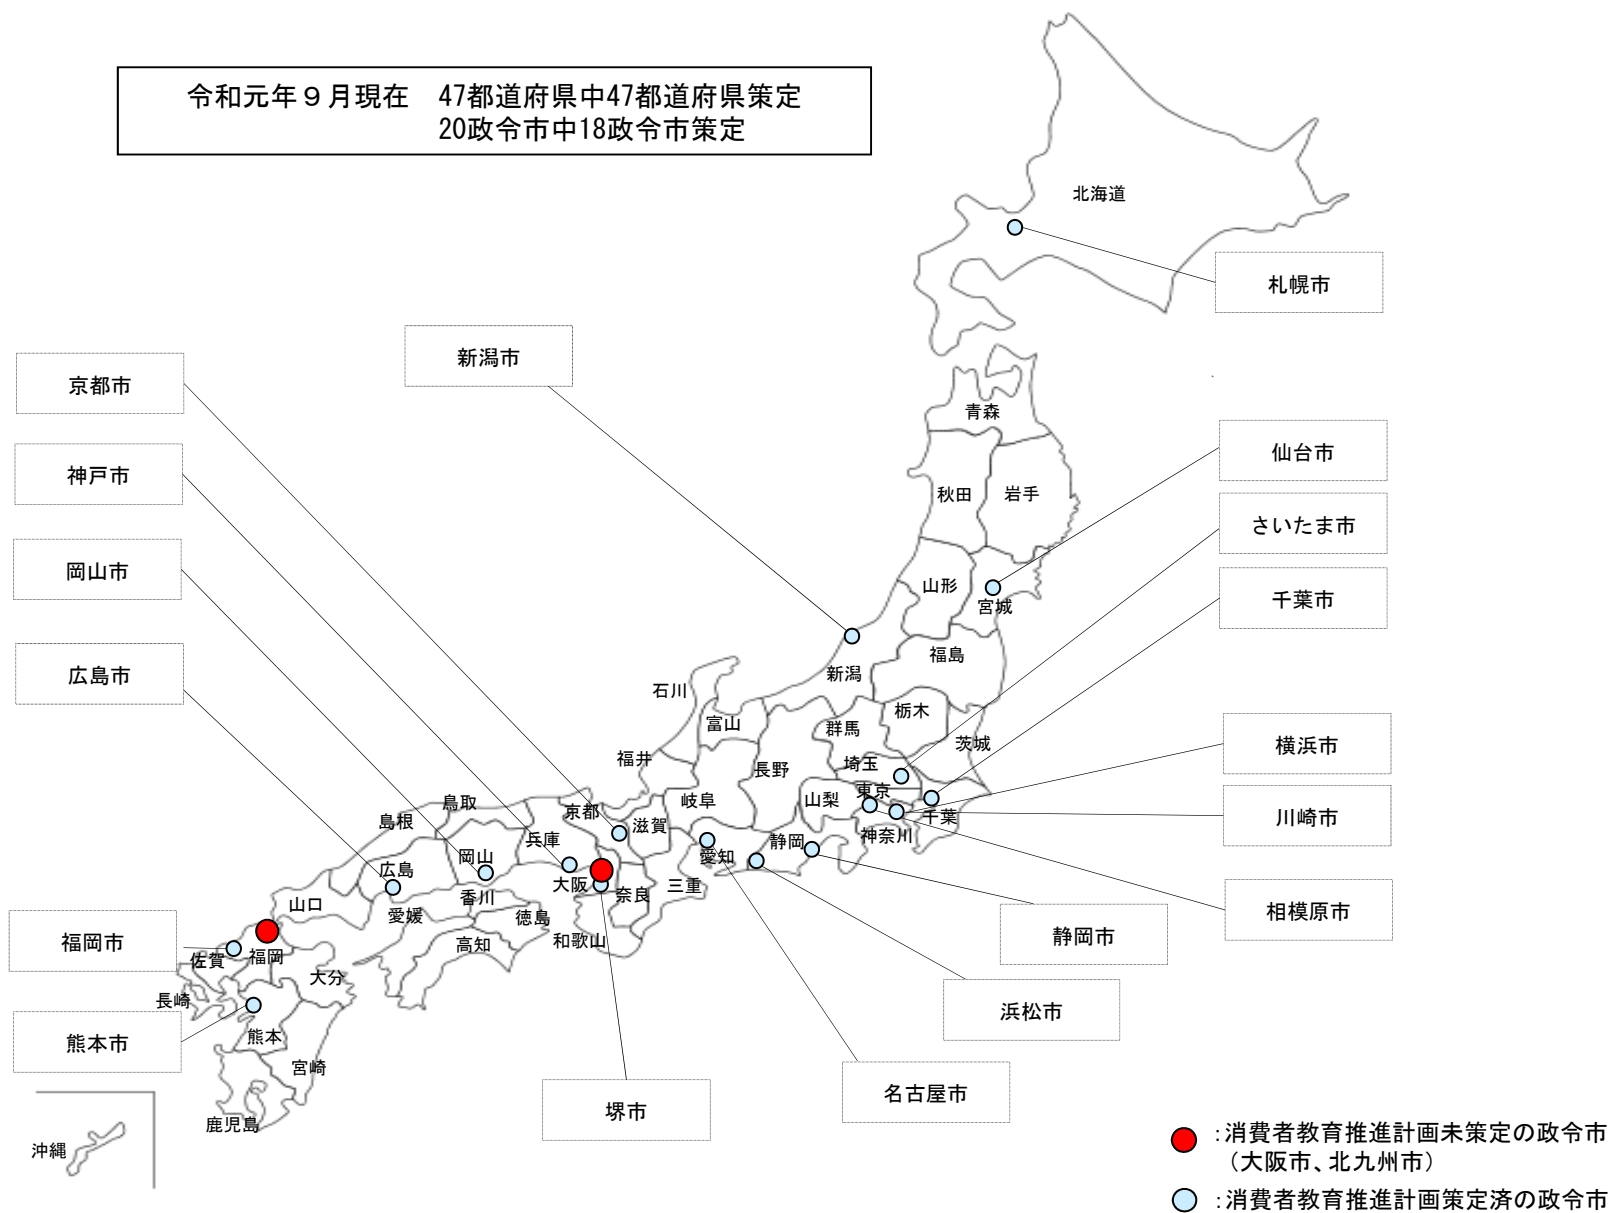 令和元年９月現在　47都道府県中47都道府県策定
20政令市中18政令市策定
北海道
札幌市
新潟市
京都市
青森
仙台市
神戸市
秋田
岩手
さいたま市
岡山市
山形
宮城
千葉市
福島
広島市
新潟
石川
富山
栃木
群馬
茨城
横浜市
福井
長野
埼玉
鳥取
京都
岐阜
山梨
東京
千葉
川崎市
島根
兵庫
滋賀
静岡
神奈川
岡山
愛知
広島
大阪
奈良
三重
相模原市
山口
香川
愛媛
徳島
静岡市
福岡市
高知
和歌山
佐賀
福岡
大分
長崎
浜松市
熊本市
熊本
宮崎
名古屋市
堺市
鹿児島
沖縄
：消費者教育推進計画未策定の政令市
（大阪市、北九州市）
：消費者教育推進計画策定済の政令市